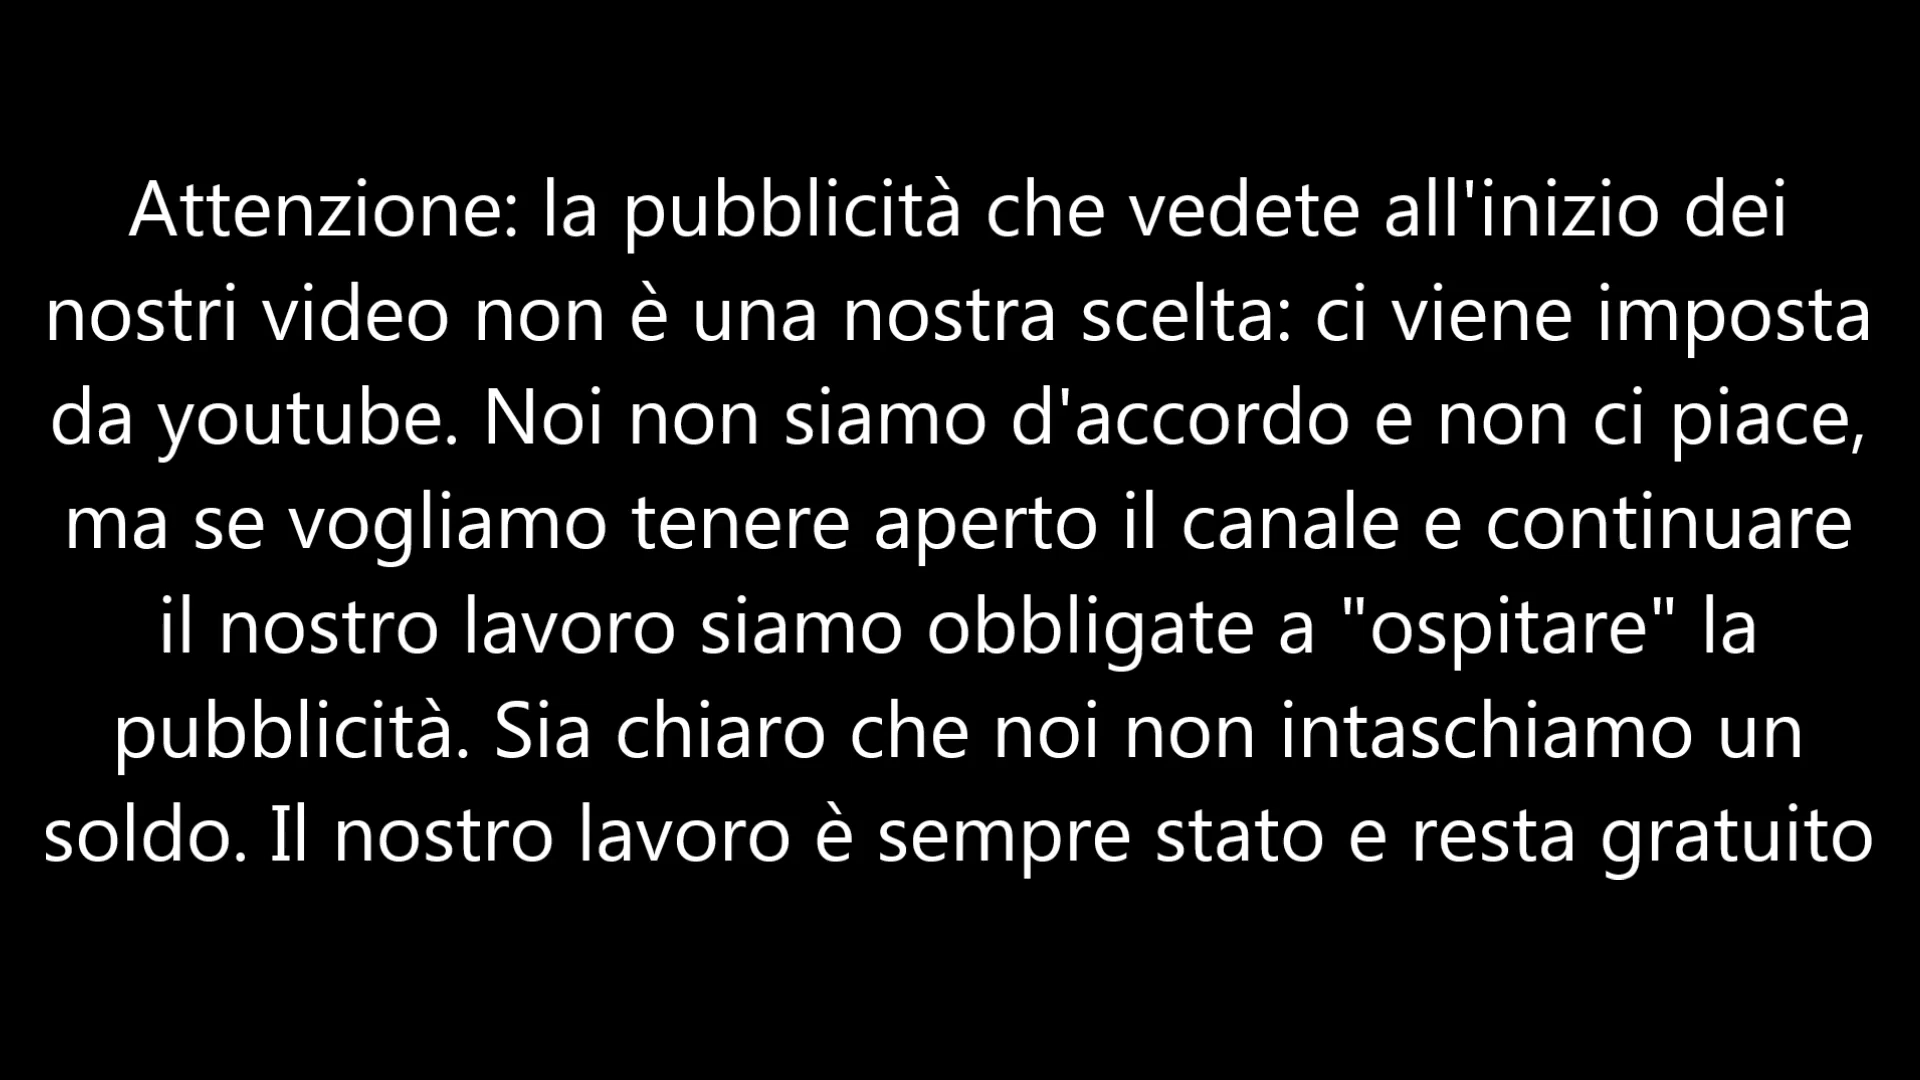 Attenzione: la pubblicità che vedete all'inizio dei
nostri video non è una nostra scelta: ci viene imposta
da youtube. Noi non siamo d'accordo e non ci piace,
ma se vogliamo tenere aperto il canale e continuare
il nostro lavoro siamo obbligate a "ospitare" la
pubblicità. Sia chiaro che noi non intaschiamo un
soldo. Il nostro lavoro è sempre stato e resta gratuito